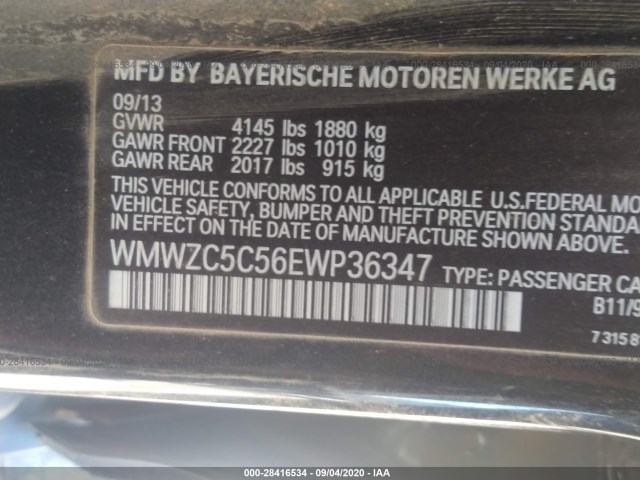 MFD BY BAYERISCHE MOTOREN WERKE AG
09/13
GVWR 4145 lbs 1880 kg
GAWR FRONT 2227 lbs 1010 kg
GAWR REAR 2017 lbs 915 kg
THIS VEHICLE CONFORMS TO ALL APPLICABLE U.S.FEDERAL MO
VEHICLE SAFETY, BUMPER AND THEFT PREVENTION STANDA
IN EFFECT ON THE DATE OF MANUFACTURE SHOWN ABOVE.
WMWZC5C56EWP36347 TYPE: PASSENGER CA
B11/9
73158
000-28416534 - 09/04/2020 - IAA